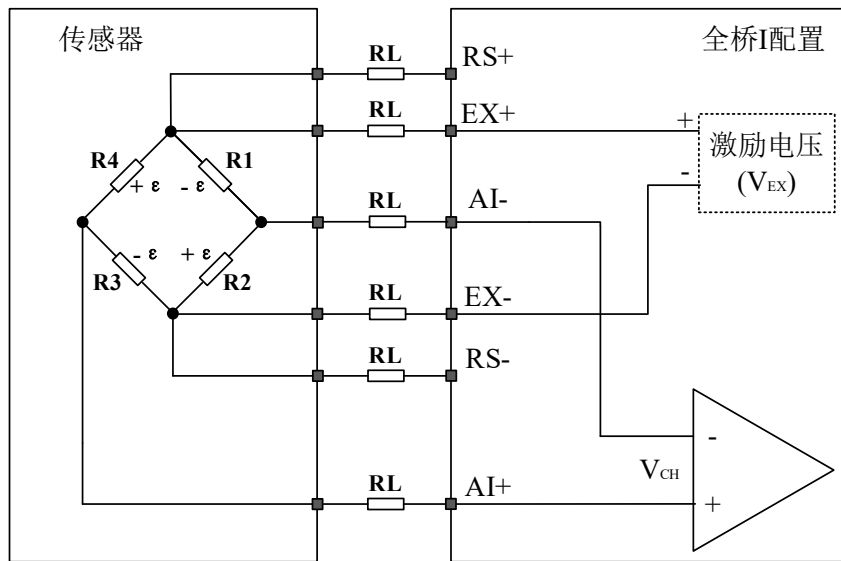 传感器
全桥I配置
RL
RS+
RL
EX+
+
激励电压
-
(VEX)
R4
R1
+ ε
- ε
RL
AI-
- ε
+ ε
R3
R2
RL
EX-
RL
RS-
-
VCH
RL
AI+
+